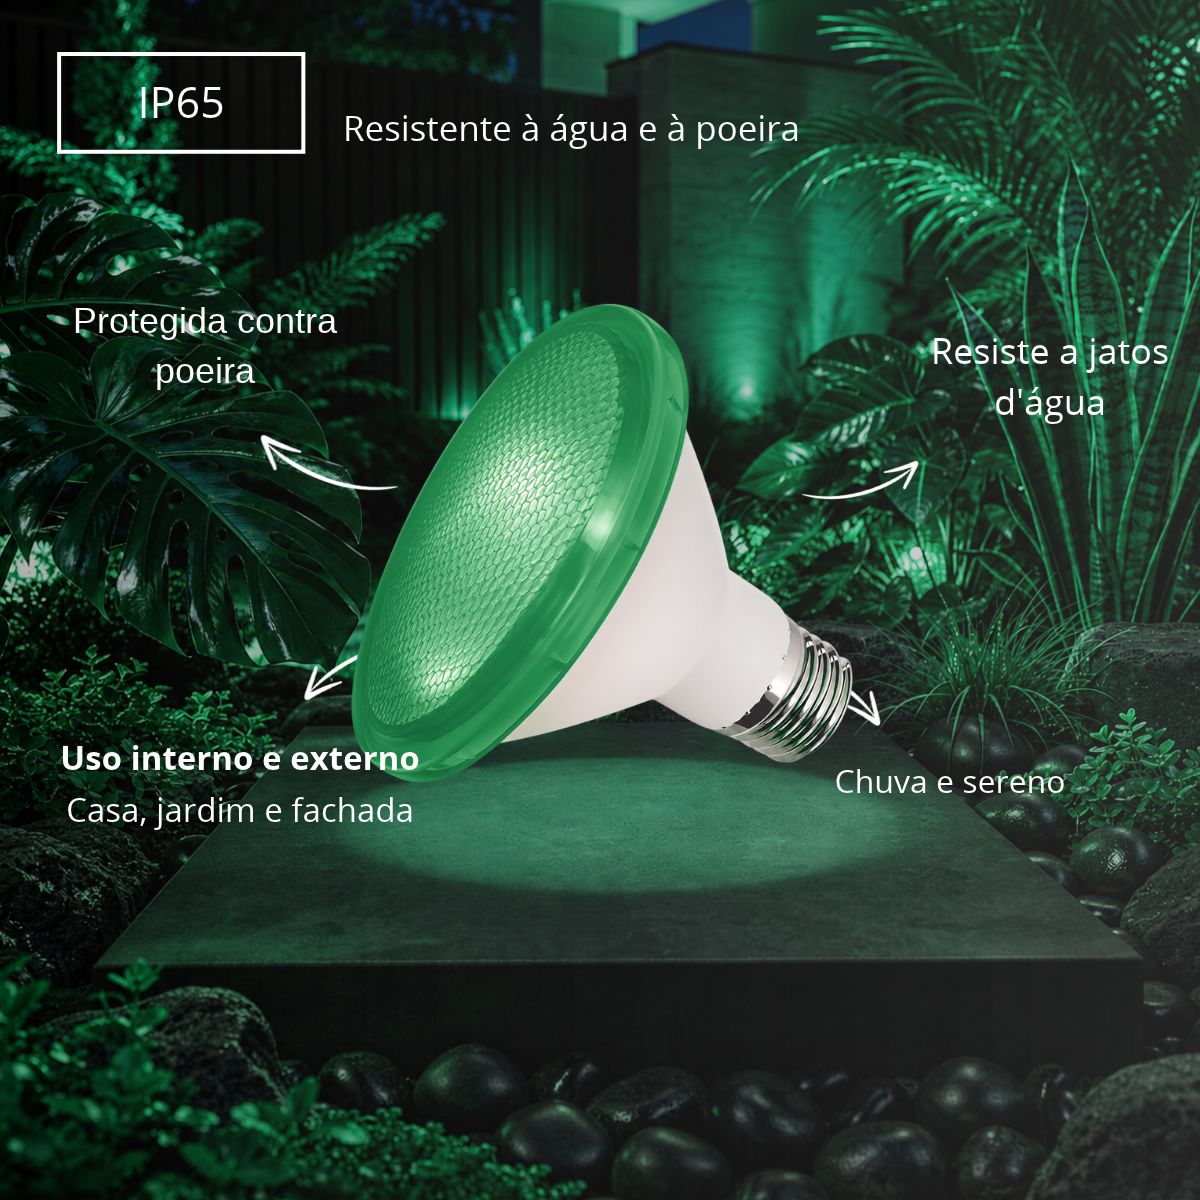 IP65
Resistente à água e à poeira
Protegida contra
poeira
Resiste a jatos
d'água
Uso interno e externo
Casa, jardim e fachada
Chuva e sereno